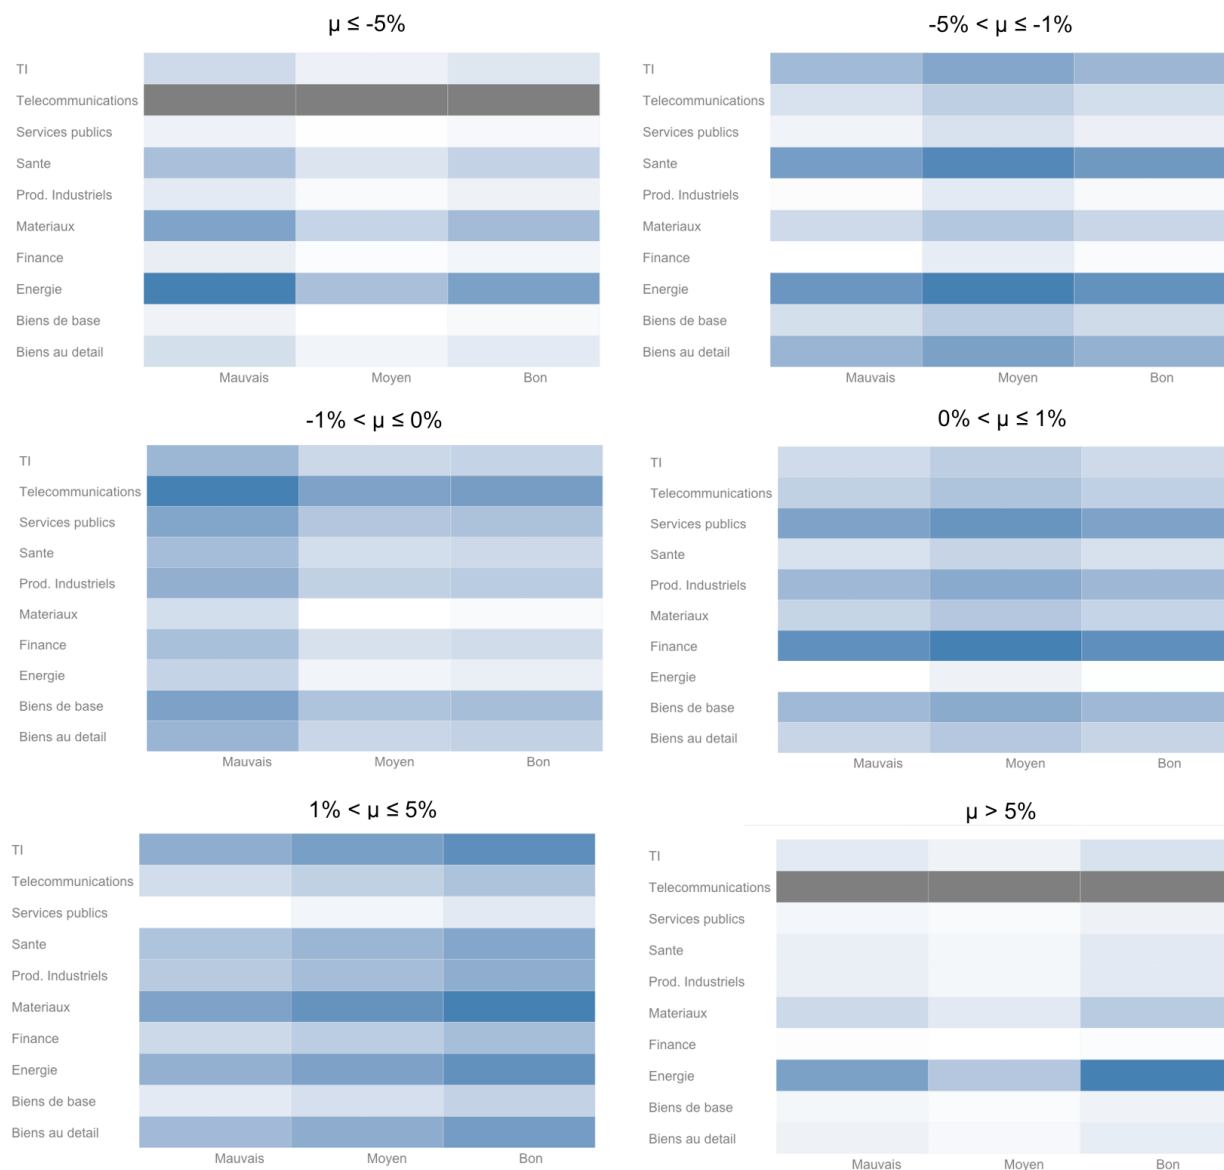 μ ≤ -5%
TI
Telecommunications
Services publics
Sante
Prod. Industriels
Materiaux
Finance
Energie
Biens de base
Biens au detail
Mauvais Moyen Bon
-5% < μ ≤ -1%
TI
Telecommunications
Services publics
Sante
Prod. Industriels
Materiaux
Finance
Energie
Biens de base
Biens au detail
Mauvais Moyen Bon
-1% < μ ≤ 0%
TI
Telecommunications
Services publics
Sante
Prod. Industriels
Materiaux
Finance
Energie
Biens de base
Biens au detail
Mauvais Moyen Bon
0% < μ ≤ 1%
TI
Telecommunications
Services publics
Sante
Prod. Industriels
Materiaux
Finance
Energie
Biens de base
Biens au detail
Mauvais Moyen Bon
1% < μ ≤ 5%
TI
Telecommunications
Services publics
Sante
Prod. Industriels
Materiaux
Finance
Energie
Biens de base
Biens au detail
Mauvais Moyen Bon
μ > 5%
TI
Telecommunications
Services publics
Sante
Prod. Industriels
Materiaux
Finance
Energie
Biens de base
Biens au detail
Mauvais Moyen Bon